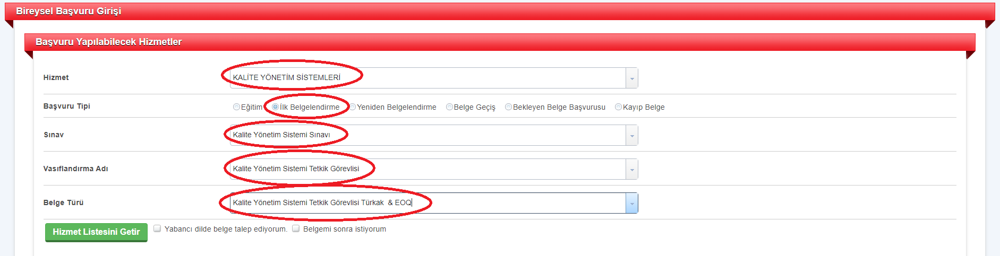 Bireysel Başvuru Girişi
Başvuru Yapılabilecek Hizmetler
Hizmet KALİTE YÖNETİM SİSTEMLERİ
Başvuru Tipi Eğitim İlk Belgelendirme Yeniden Belgelendirme Belge Geçiş Bekleyen Belge Başvurusu Kayıp Belge
Sınav Kalite Yönetim Sistemi Sınavı
Vasıflandırma Adı Kalite Yönetim Sistemi Tetkik Görevlisi
Belge Türü Kalite Yönetim Sistemi Tetkik Görevlisi Türkak & EOQ
Hizmet Listesini Getir Yabancı dilde belge talep ediyorum. Belgemi sonra istiyorum